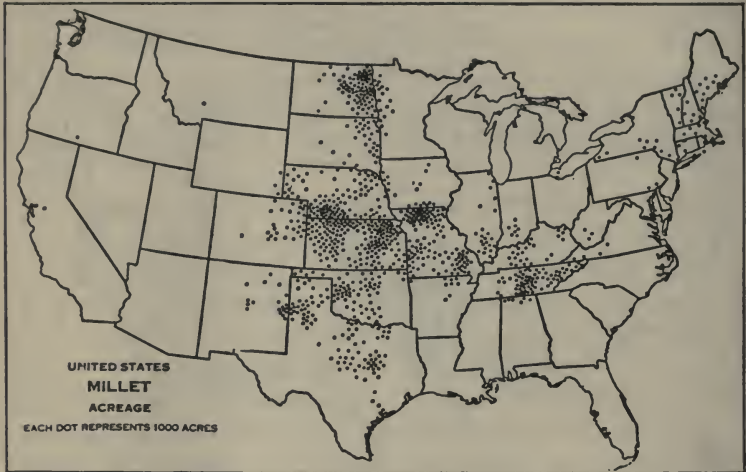 UNITED STATES
MILLET
ACREAGE
EACH DOT REPRESENTS 1000 ACRES